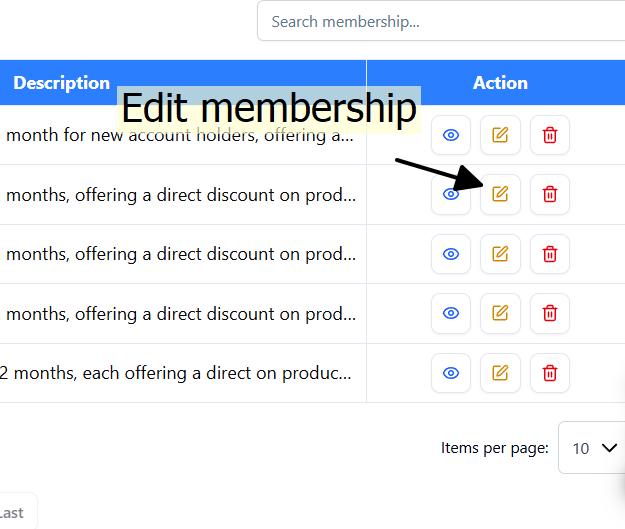 Search membership...
Description
Action
Edit membership
month for new account holders, offering a...
months, offering a direct discount on prod...
months, offering a direct discount on prod...
months, offering a direct discount on prod...
2 months, each offering a direct on produc...
Items per page:
10
Last